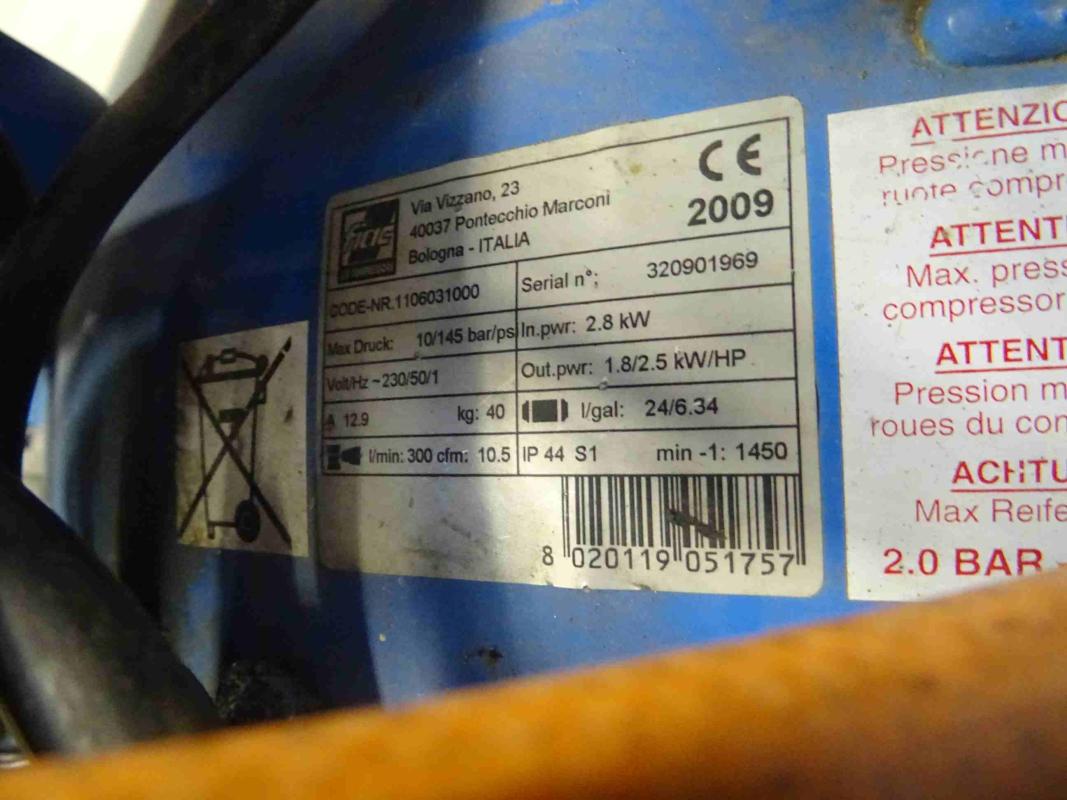 FIAC
Via Vizzano, 23
40037 Pontecchio Marconi
Bologna - ITALIA
CE
2009
CODE-NR.1106031000
Serial n°; 320901969
Max Druck: 10/145 bar/ps
In.pwr: 2.8 kW
Volt/Hz ~230/50/1
Out.pwr: 1.8/2.5 kW/HP
A 12.9 kg: 40
l/gal: 24/6.34
l/min: 300 cfm: 10.5
IP 44 S1 min -1: 1450
8 020119 051757
ATTENZIO
Pressione m
ruote compr
ATTENTI
Max. press
compressor
ATTENT
Pression m
roues du con
ACHTU
Max Reife
2.0 BAR -